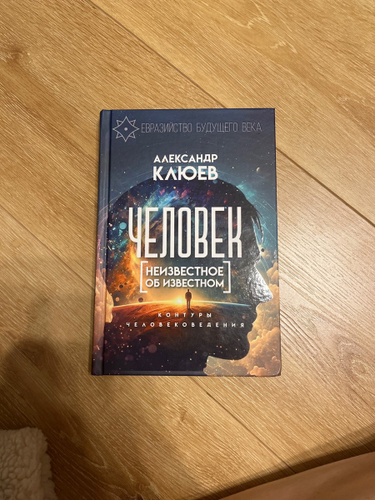 ЕВРАЗИЙСТВО БУДУЩЕГО ВЕКА
АЛЕКСАНДР
КЛЮЕВ
ЧЕЛОВЕК
[НЕИЗВЕСТНОЕ
ОБ ИЗВЕСТНОМ]
КОНТУРЫ
ЧЕЛОВЕКОВЕДЕНИЯ